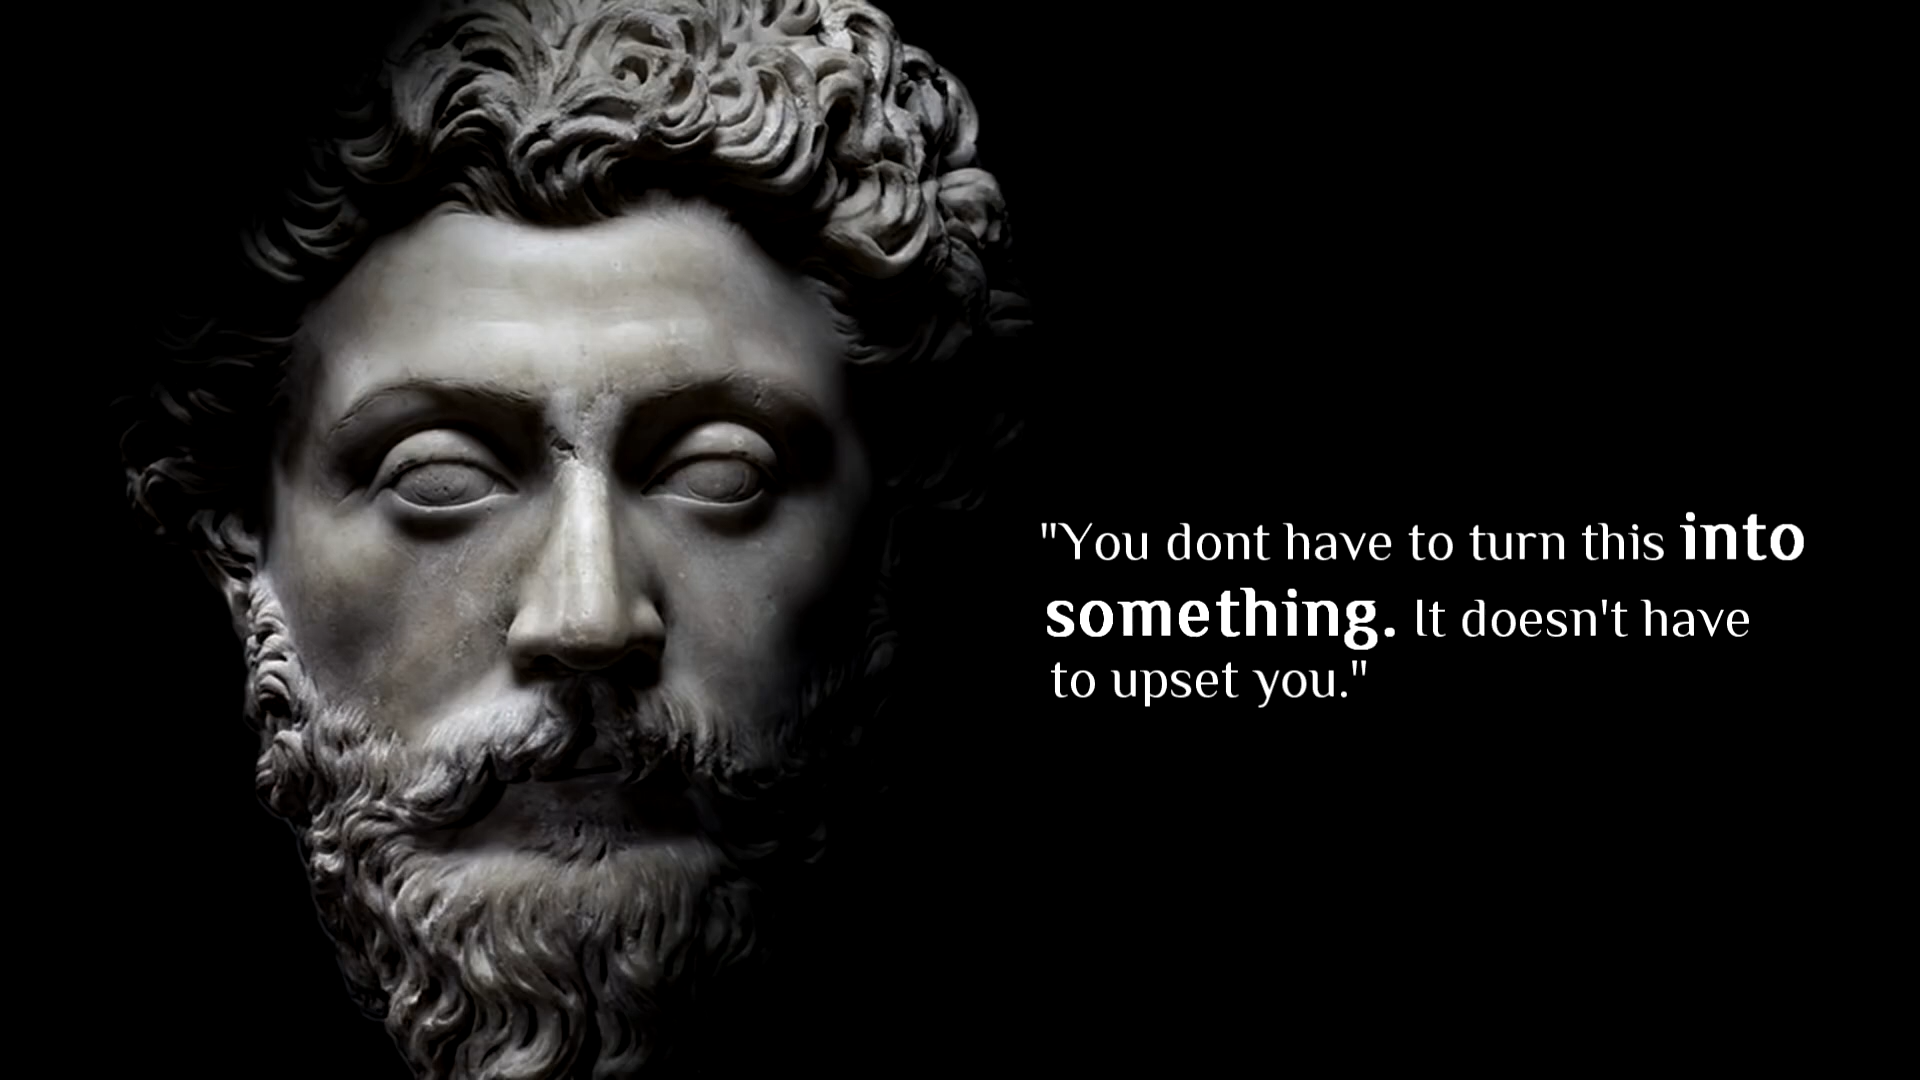 "You dont have to turn this into
something. It doesn't have
to upset you."